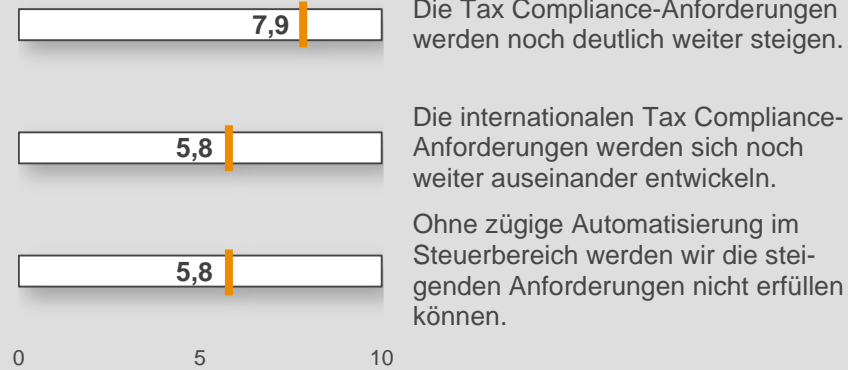 Die Tax Compliance-Anforderungen
7,9
werden noch deutlich weiter steigen.
Die internationalen Tax Compliance-
5,8
Anforderungen werden sich noch
weiter auseinander entwickeln.
Ohne zügige Automatisierung im
Steuerbereich werden wir die stei-
5,8
genden Anforderungen nicht erfüllen
können.
0 5 10